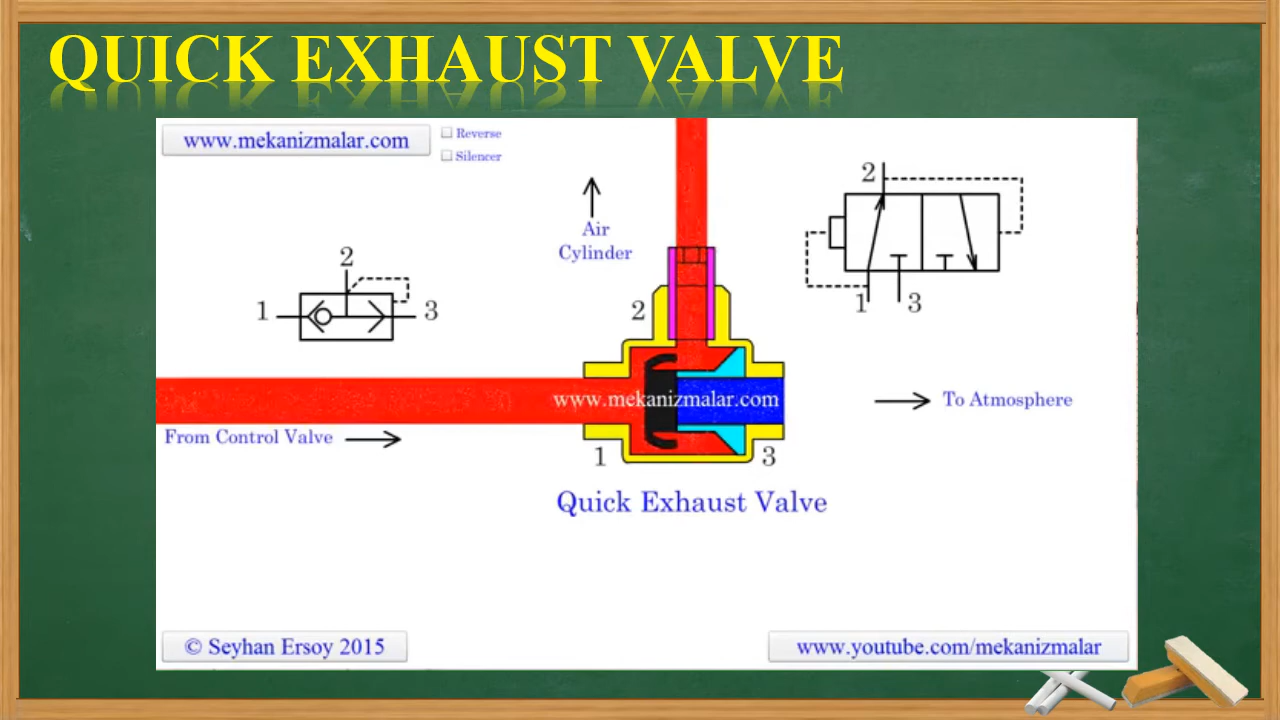 QUICK EXHAUST VALVE
www.mekanizmalar.com
Reverse
Silencer
2
Air
Cylinder
2
1
3
2
1
3
www.mekanizmalar.com
To Atmosphere
From Control Valve
1
3
Quick Exhaust Valve
© Seyhan Ersoy 2015
www.youtube.com/mekanizmalar